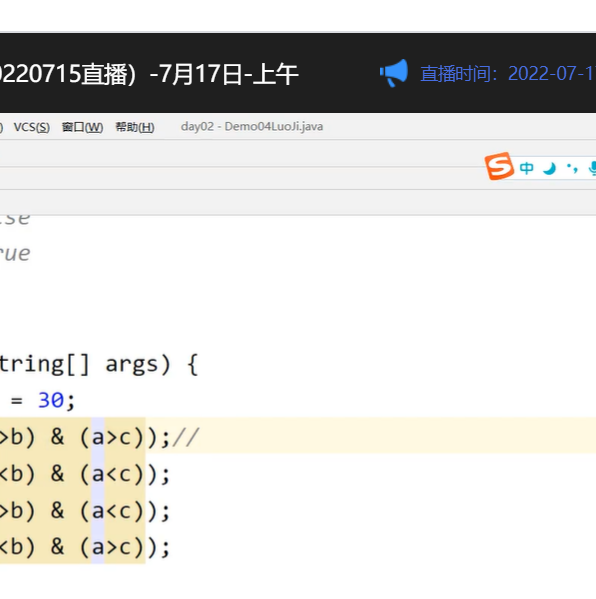 0220715直播）-7月17日-上午
直播时间：2022-07-1
) VCS(S) 窗口(W) 帮助(H) day02 - Demo04LuoJi.java
中
se
rue
tring[] args) {
= 30;
>b) & (a>c));//
<b) & (a<c));
>b) & (a<c));
<b) & (a>c));